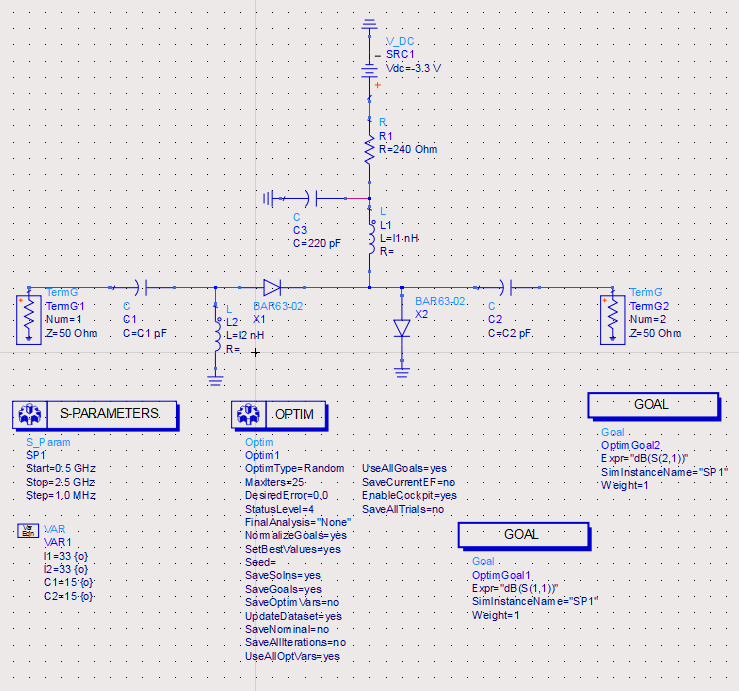 V_DC
SRC1
Vdc=-3.3 V
R
R1
R=240 Ohm
C
C3
C=220 pF
L
L1
L=l1 nH
R=
TermG
TermG1
Num=1
Z=50 Ohm
C
C1
C=C1 pF
L
L2
L=l2 nH
R=
BAR63-02
X1
BAR63-02
X2
C
C2
C=C2 pF
TermG
TermG2
Num=2
Z=50 Ohm
S-PARAMETERS
S_Param
SP1
Start=0.5 GHz
Stop=2.5 GHz
Step=1.0 MHz
Var
Eqn
VAR
VAR1
l1=33 {o}
l2=33 {o}
C1=15 {o}
C2=15 {o}
OPTIM
Optim
Optim1
OptimType=Random
MaxIters=25
DesiredError=0.0
StatusLevel=4
FinalAnalysis="None"
NormalizeGoals=yes
SetBestValues=yes
Seed=
SaveSolns=yes
SaveGoals=yes
SaveOptimVars=no
UpdateDataset=yes
SaveNominal=no
SaveAllIterations=no
UseAllOptVars=yes
UseAllGoals=yes
SaveCurrentEF=no
EnableCockpit=yes
SaveAllTrials=no
GOAL
Goal
OptimGoal2
Expr="dB(S(2,1))"
SimInstanceName="SP1"
Weight=1
GOAL
Goal
OptimGoal1
Expr="dB(S(1,1))"
SimInstanceName="SP1"
Weight=1